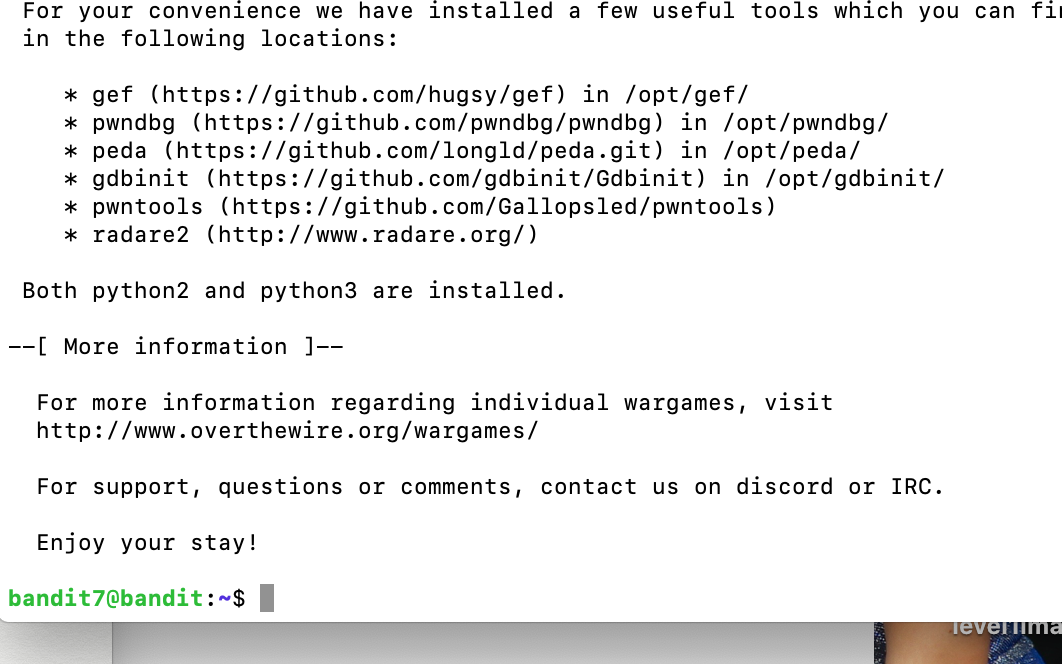 For your convenience we have installed a few useful tools which you can
in the following locations:
* gef (https://github.com/hugsy/gef) in /opt/gef/
* pwndbg (https://github.com/pwndbg/pwndbg) in /opt/pwndbg/
* peda (https://github.com/longld/peda.git) in /opt/peda/
* gdbinit (https://github.com/gdbinit/Gdbinit) in /opt/gdbinit/
* pwntools (https://github.com/Gallopsled/pwntools)
* radare2 (http://www.radare.org/)
Both python2 and python3 are installed.
--[ More information ]--
For more information regarding individual wargames, visit
http://www.overthewire.org/wargames/
For support, questions or comments, contact us on discord or IRC.
Enjoy your stay!
bandit7@bandit:~$